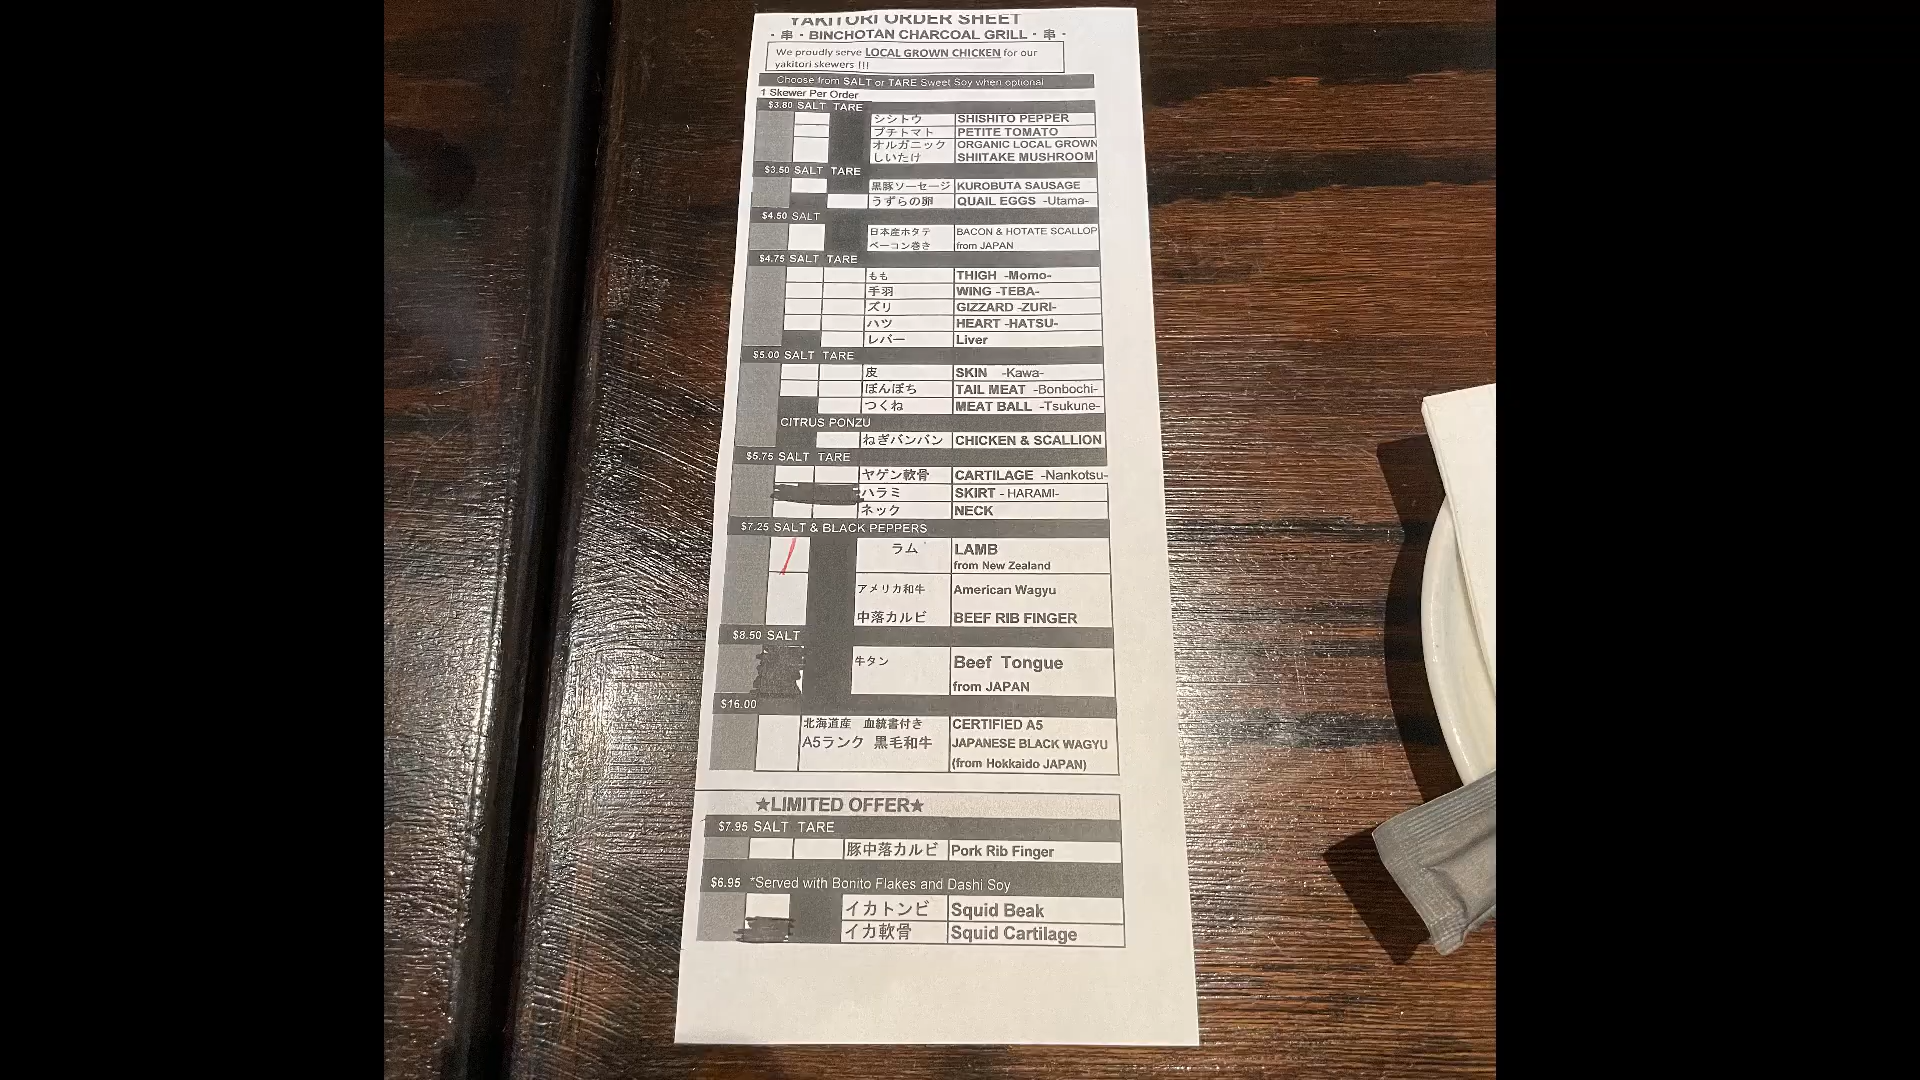 YAKITORI ORDER SHEET
・串・BINCHOTAN CHARCOAL GRILL・串・
We proudly serve LOCAL GROWN CHICKEN for our
yakitori skewers !!!
Choose from SALT or TARE Sweet Soy when optional
1 Skewer Per Order
$3.80 SALT TARE
シシトウ SHISHITO PEPPER
プチトマト PETITE TOMATO
オルガニック ORGANIC LOCAL GROWN
しいたけ SHIITAKE MUSHROOM
$3.50 SALT TARE
黒豚ソーセージ KUROBUTA SAUSAGE
うずらの卵 QUAIL EGGS -Utama-
$4.50 SALT
日本産ホタテ BACON & HOTATE SCALLOP
ベーコン巻き from JAPAN
$4.75 SALT TARE
もも THIGH -Momo-
手羽 WING -TEBA-
ズリ GIZZARD -ZURI-
ハツ HEART -HATSU-
レバー Liver
$5.00 SALT TARE
皮 SKIN -Kawa-
ぼんぼち TAIL MEAT -Bonbochi-
つくね MEAT BALL -Tsukune-
CITRUS PONZU
ねぎバンバン CHICKEN & SCALLION
$5.75 SALT TARE
ヤゲン軟骨 CARTILAGE -Nankotsu-
ハラミ SKIRT - HARAMI-
ネック NECK
$7.25 SALT & BLACK PEPPERS
ラム LAMB
from New Zealand
アメリカ和牛 American Wagyu
中落カルビ BEEF RIB FINGER
$8.50 SALT
牛タン Beef Tongue
from JAPAN
$16.00
北海道産 血統書付き CERTIFIED A5
A5ランク 黒毛和牛 JAPANESE BLACK WAGYU
(from Hokkaido JAPAN)
★LIMITED OFFER★
$7.95 SALT TARE
豚中落カルビ Pork Rib Finger
$6.95 *Served with Bonito Flakes and Dashi Soy
イカトンビ Squid Beak
イカ軟骨 Squid Cartilage